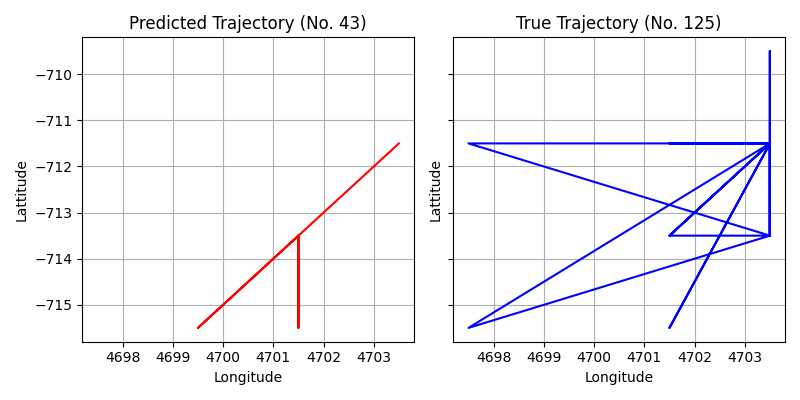 Predicted Trajectory (No. 43)
True Trajectory (No. 125)
−710
−711
−712
−713
−714
−715
Lattitude
Lattitude
4698 4699 4700 4701 4702 4703
4698 4699 4700 4701 4702 4703
Longitude
Longitude